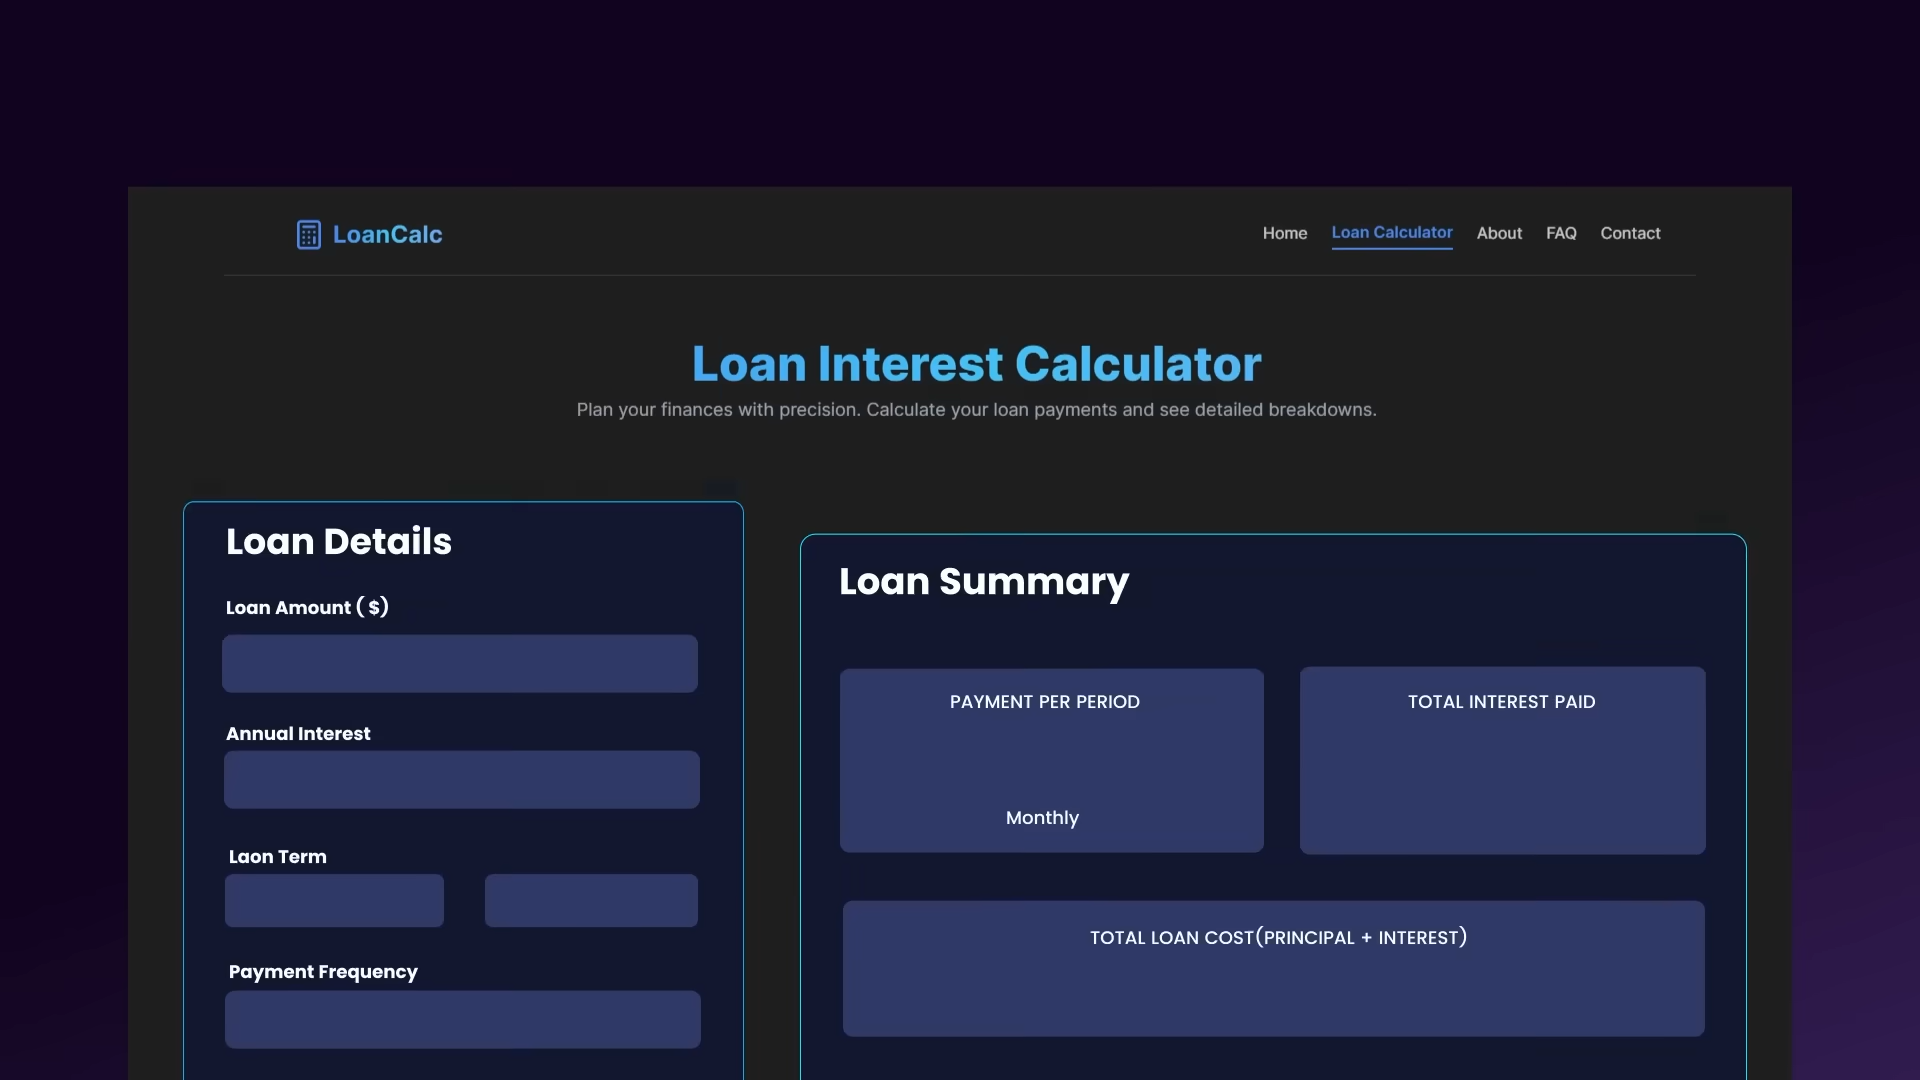 LoanCalc
Home Loan Calculator About FAQ Contact
Loan Interest Calculator
Plan your finances with precision. Calculate your loan payments and see detailed breakdowns.
Loan Details
Loan Amount ( $)
Annual Interest
Laon Term
Payment Frequency
Loan Summary
PAYMENT PER PERIOD
Monthly
TOTAL INTEREST PAID
TOTAL LOAN COST(PRINCIPAL + INTEREST)